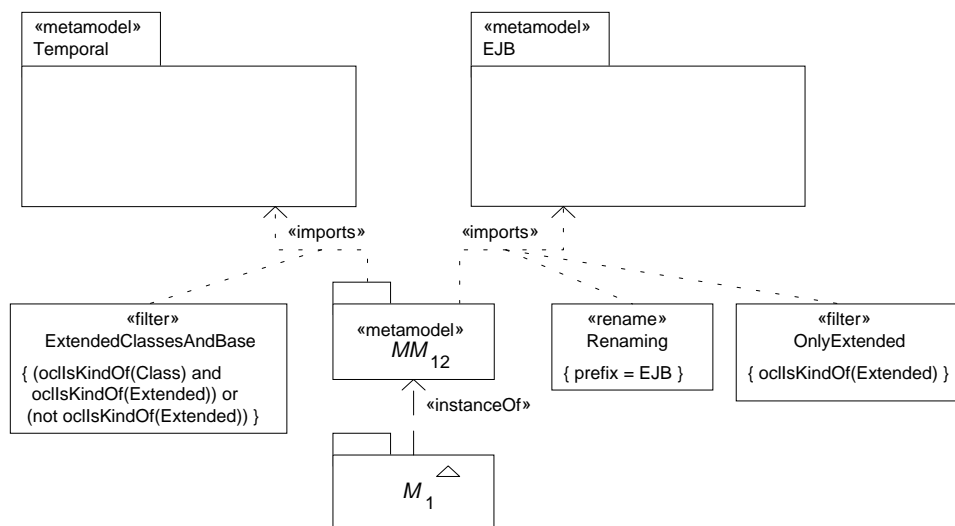 «metamodel»
Temporal
«metamodel»
EJB
«imports»
«imports»
«filter»
ExtendedClassesAndBase
{ (oclIsKindOf(Class) and
oclIsKindOf(Extended)) or
(not oclIsKindOf(Extended)) }
«metamodel»
MM12
«rename»
Renaming
{ prefix = EJB }
«filter»
OnlyExtended
{ oclIsKindOf(Extended) }
«instanceOf»
M1